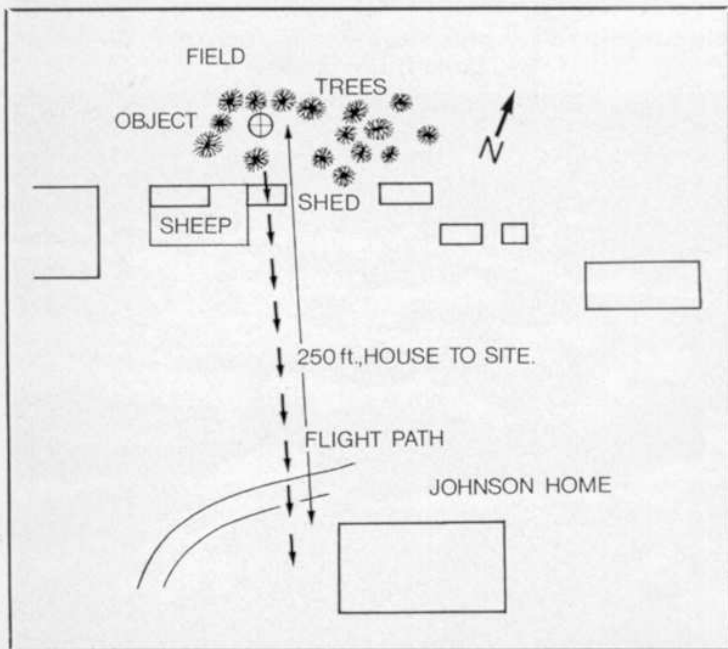 FIELD
TREES
OBJECT
N
SHED
SHEEP
250 ft., HOUSE TO SITE.
FLIGHT PATH
JOHNSON HOME